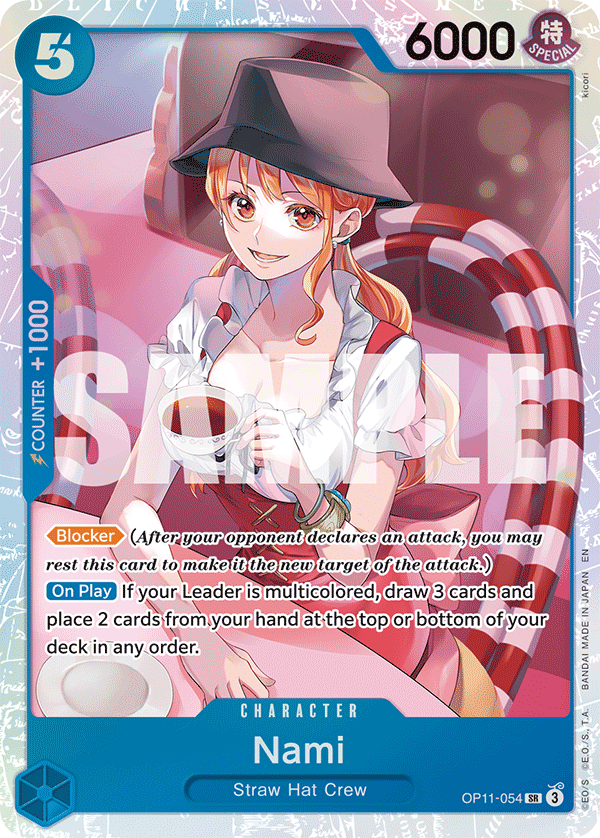 5
6000
特
SPECIAL
kicori
COUNTER +1000
SAMPLE
Blocker (After your opponent declares an attack, you may
rest this card to make it the new target of the attack.)
On Play If your Leader is multicolored, draw 3 cards and
place 2 cards from your hand at the top or bottom of your
deck in any order.
CHARACTER
Nami
Straw Hat Crew
OP11-054 SR 3
©EO/S ©E.O./S., T.A. BANDAI MADE IN JAPAN EN